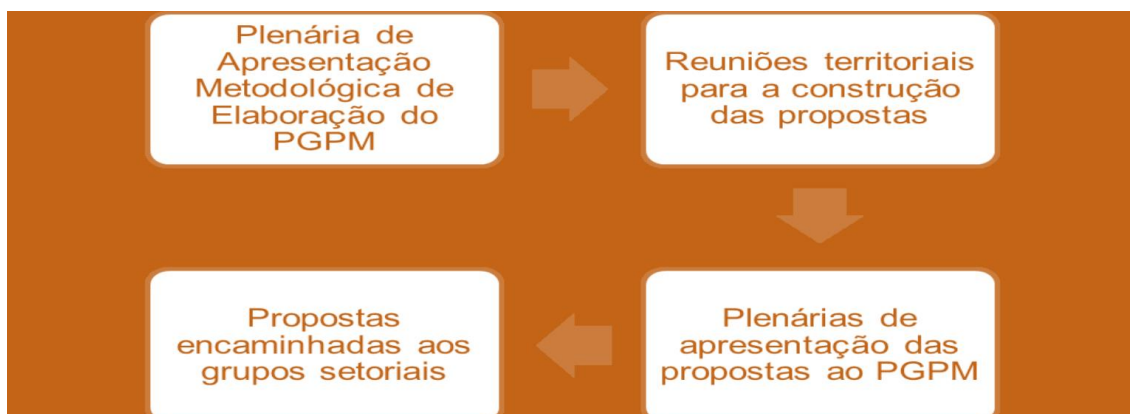 Plenária de
Apresentação
Metodológica de
Elaboração do
PGPM
Reuniões territoriais
para a construção
das propostas
Plenárias de
apresentação das
propostas ao PGPM
Propostas
encaminhadas aos
grupos setoriais